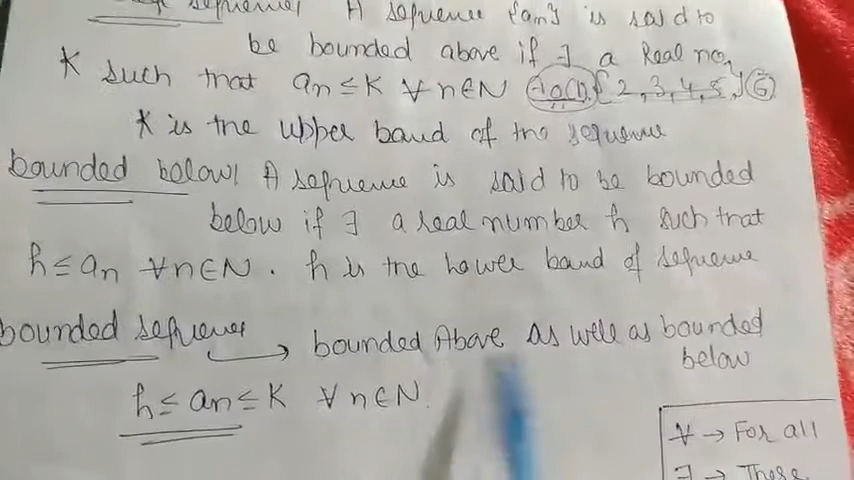 sequence! A sequence {an} is said to
be bounded above if ∃ a Real no,
K such that an ≤ K ∀ n∈N [2,3,4,5,] 6
K is the upper band of the sequence
bounded below! A sequence is said to be bounded
below if ∃ a real number h such that
h ≤ an ∀n∈N. h is the lower band of sequence
bounded sequence → bounded Above as well as bounded
below
h ≤ an ≤ K ∀ n∈N.
∀ → For all
∃ → There